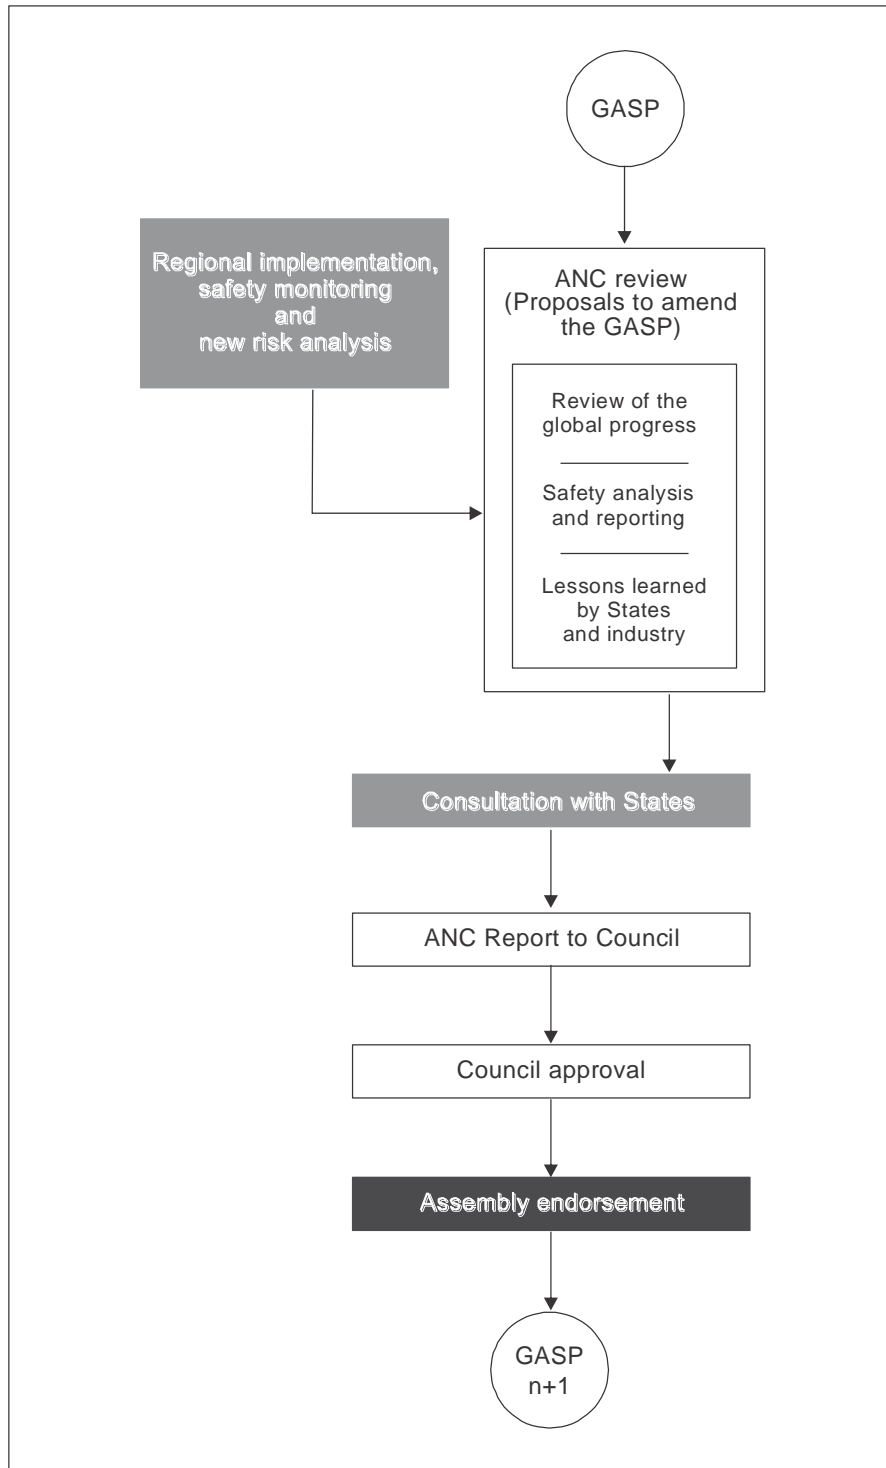 GASP
Regional implementation,
safety monitoring
and
new risk analysis
ANC review
(Proposals to amend
the GASP)
Review of the
global progress
Safety analysis
and reporting
Lessons learned
by States
and industry
Consultation with States
ANC Report to Council
Council approval
Assembly endorsement
GASP
n+1